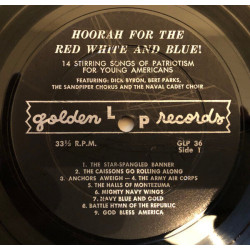 HOORAH FOR THE
RED WHITE AND BLUE!
14 STIRRING SONGS OF PATRIOTISM
FOR YOUNG AMERICANS
FEATURING: DICK BYRON, BERT PARKS,
THE SANDPIPER CHORUS AND THE NAVAL CADET CHOIR
golden LP records
33⅓ R.P.M. GLP 36
Side 1
1. THE STAR-SPANGLED BANNER
2. THE CAISSONS GO ROLLING ALONG
3. ANCHORS AWEIGH - 4. THE ARMY AIR CORPS
5. THE HALLS OF MONTEZUMA
6. MIGHTY NAVY WINGS
7. NAVY BLUE AND GOLD
8. BATTLE HYMN OF THE REPUBLIC
9. GOD BLESS AMERICA